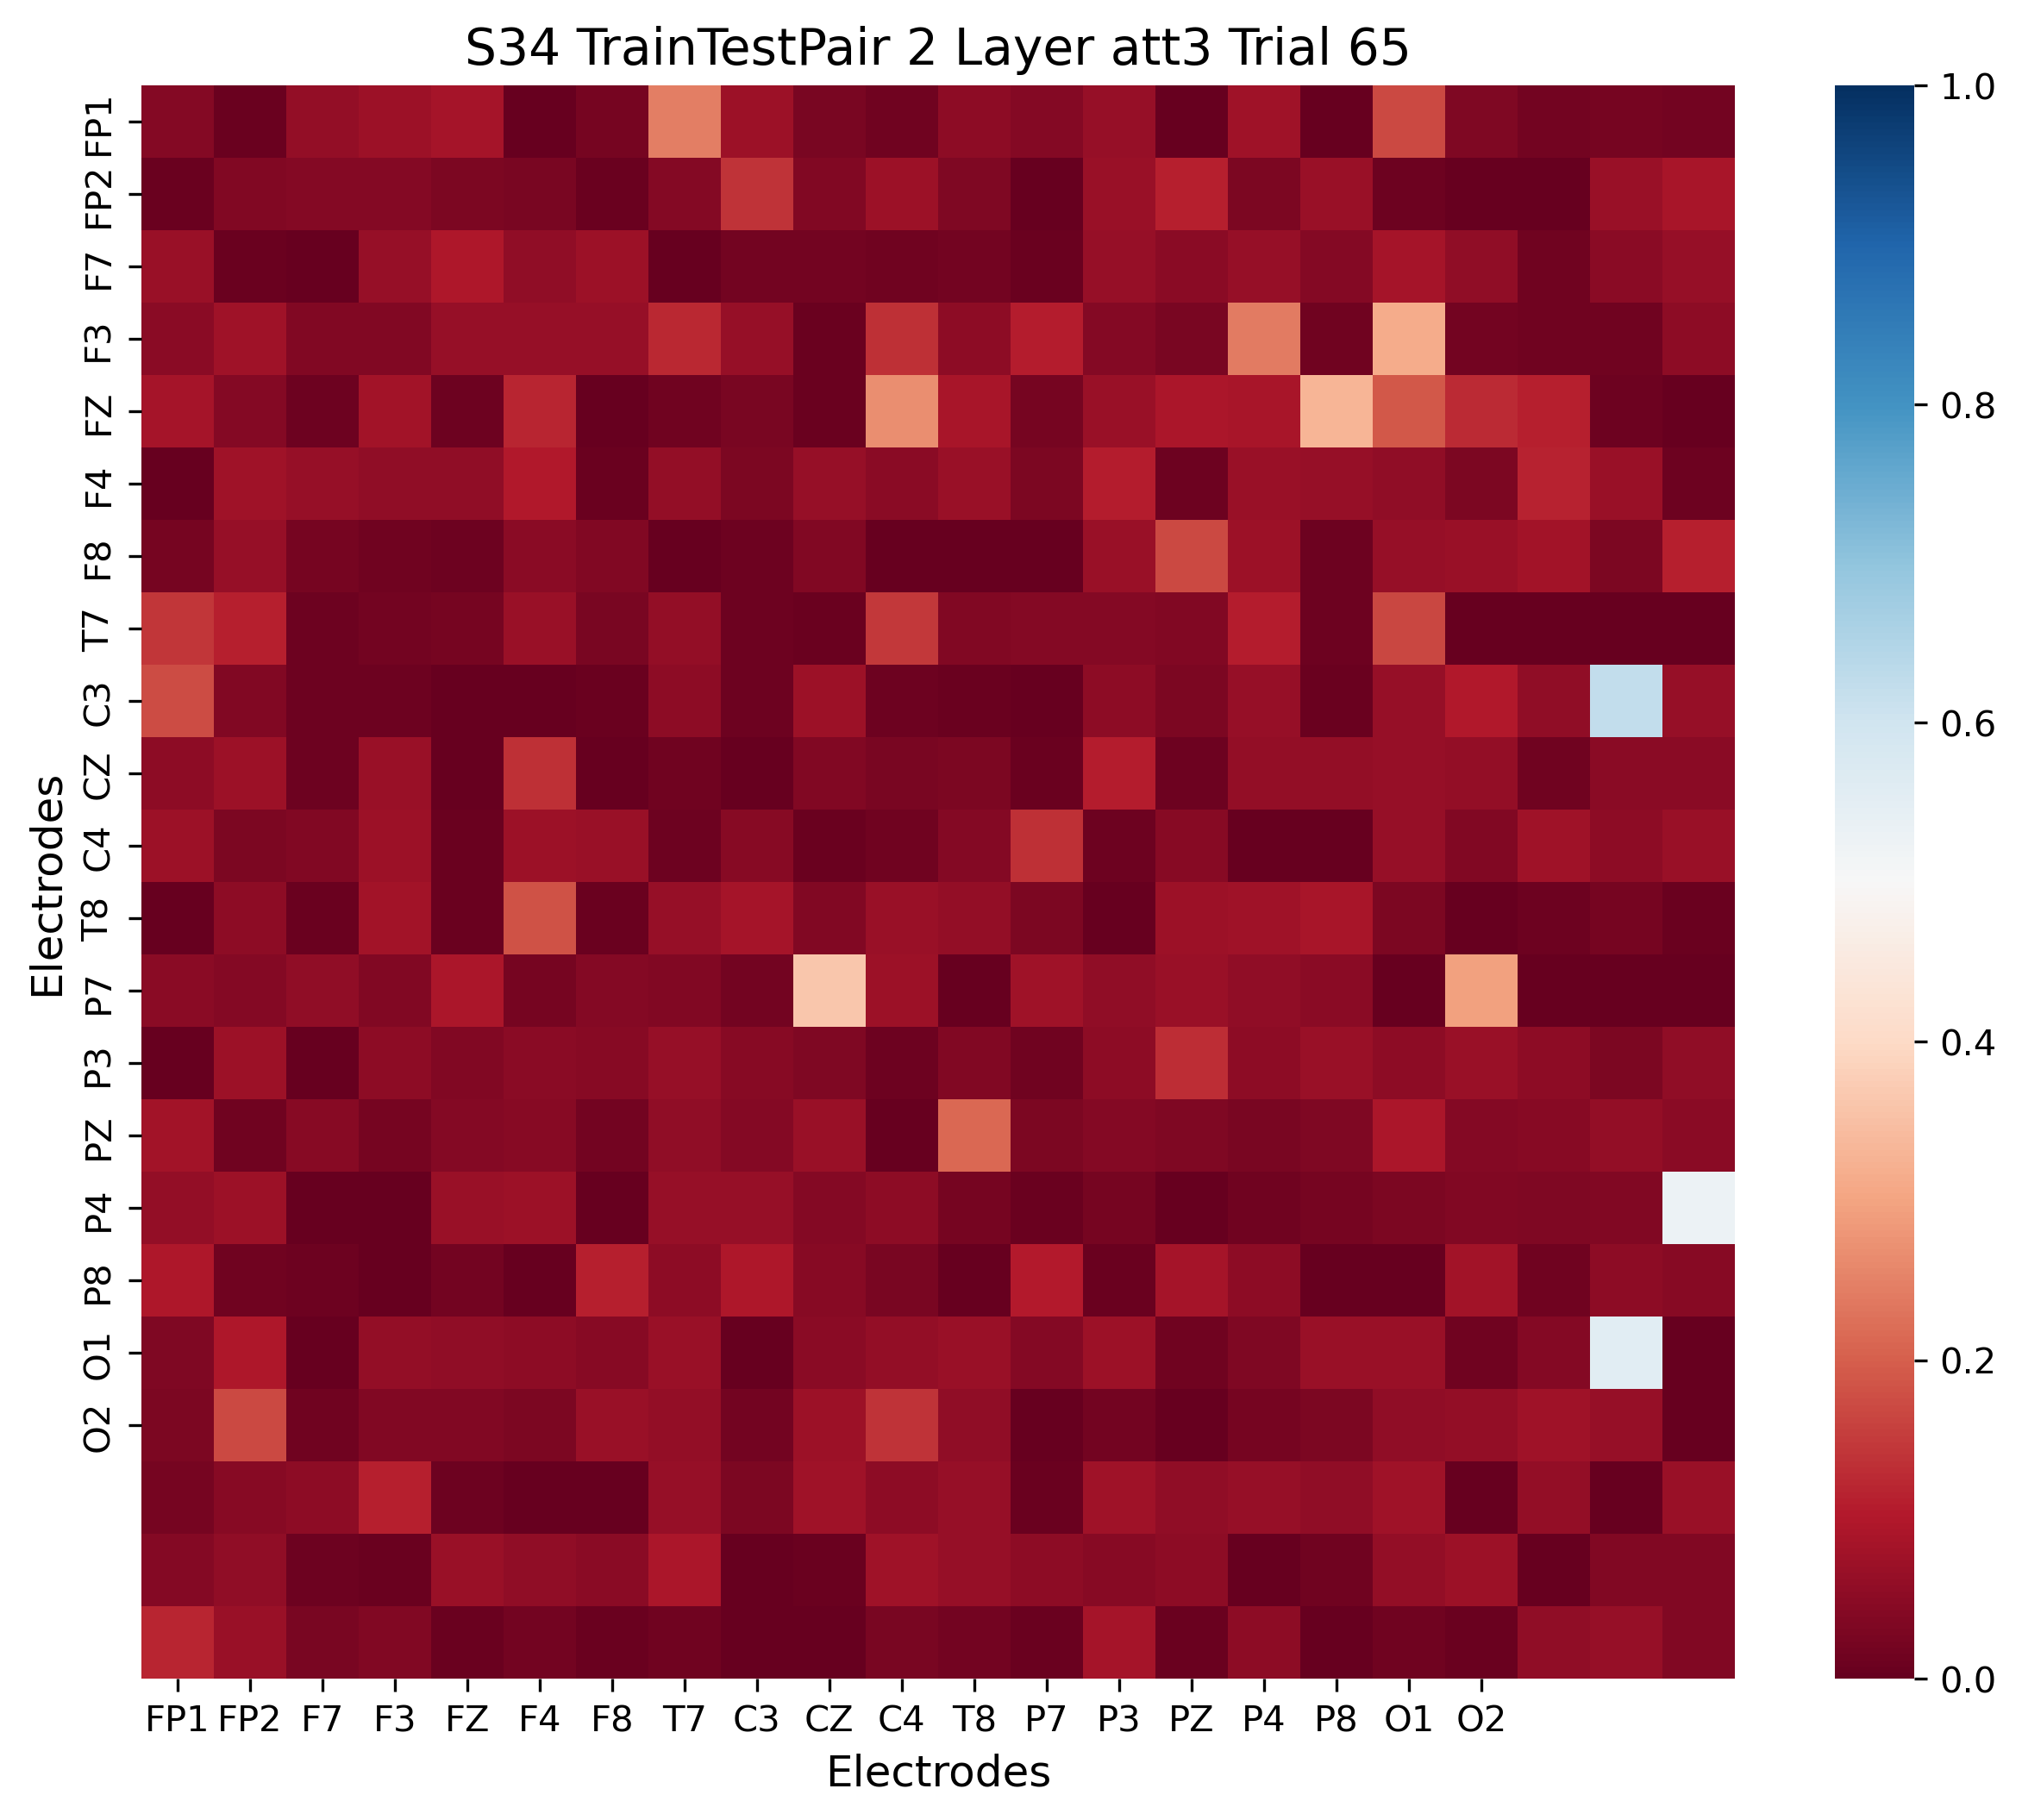 S34 TrainTestPair 2 Layer att3 Trial 65
Electrodes
FP1
FP2
F7
F3
FZ
F4
F8
T7
C3
CZ
C4
T8
P7
P3
PZ
P4
P8
O1
O2
FP1 FP2 F7 F3 FZ F4 F8 T7 C3 CZ C4 T8 P7 P3 PZ P4 P8 O1 O2
Electrodes
1.0
0.8
0.6
0.4
0.2
0.0